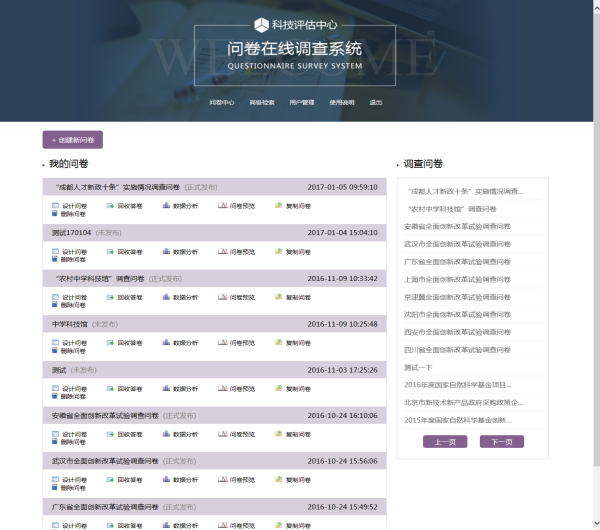 科技评估中心
WELCOME
问卷在线调查系统
QUESTIONNAIRE SURVEY SYSTEM
问卷中心 高级检索 用户管理 使用说明 退出
+ 创建新问卷
我的问卷
“成都人才新政十条”实施情况调查问卷 (正式发布) 2017-01-05 09:59:10
设计问卷 回收答卷 数据分析 问卷预览 复制问卷
删除问卷
测试170104 (未发布) 2017-01-04 15:04:10
设计问卷 回收答卷 数据分析 问卷预览 复制问卷
删除问卷
“农村中学科技馆”调查问卷 (正式发布) 2016-11-09 10:33:42
设计问卷 回收答卷 数据分析 问卷预览 复制问卷
删除问卷
中学科技馆 (未发布) 2016-11-09 10:25:48
设计问卷 回收答卷 数据分析 问卷预览 复制问卷
删除问卷
测试 (未发布) 2016-11-03 17:25:26
设计问卷 回收答卷 数据分析 问卷预览 复制问卷
删除问卷
安徽省全面创新改革试验调查问卷 (正式发布) 2016-10-24 16:10:06
设计问卷 回收答卷 数据分析 问卷预览 复制问卷
删除问卷
武汉市全面创新改革试验调查问卷 (正式发布) 2016-10-24 15:56:06
设计问卷 回收答卷 数据分析 问卷预览 复制问卷
删除问卷
广东省全面创新改革试验调查问卷 (正式发布) 2016-10-24 15:49:52
设计问卷 回收答卷 数据分析 问卷预览 复制问卷
调查问卷
“成都人才新政十条”实施情况调查...
“农村中学科技馆”调查问卷
安徽省全面创新改革试验调查问卷
武汉市全面创新改革试验调查问卷
广东省全面创新改革试验调查问卷
上海市全面创新改革试验调查问卷
京津冀全面创新改革试验调查问卷
沈阳市全面创新改革试验调查问卷
西安市全面创新改革试验调查问卷
四川省全面创新改革试验调查问卷
测试一下
2016年度国家自然科学基金项目...
北京市新技术新产品政府采购政策企...
2015年度国家自然科学基金创新...
上一页 下一页